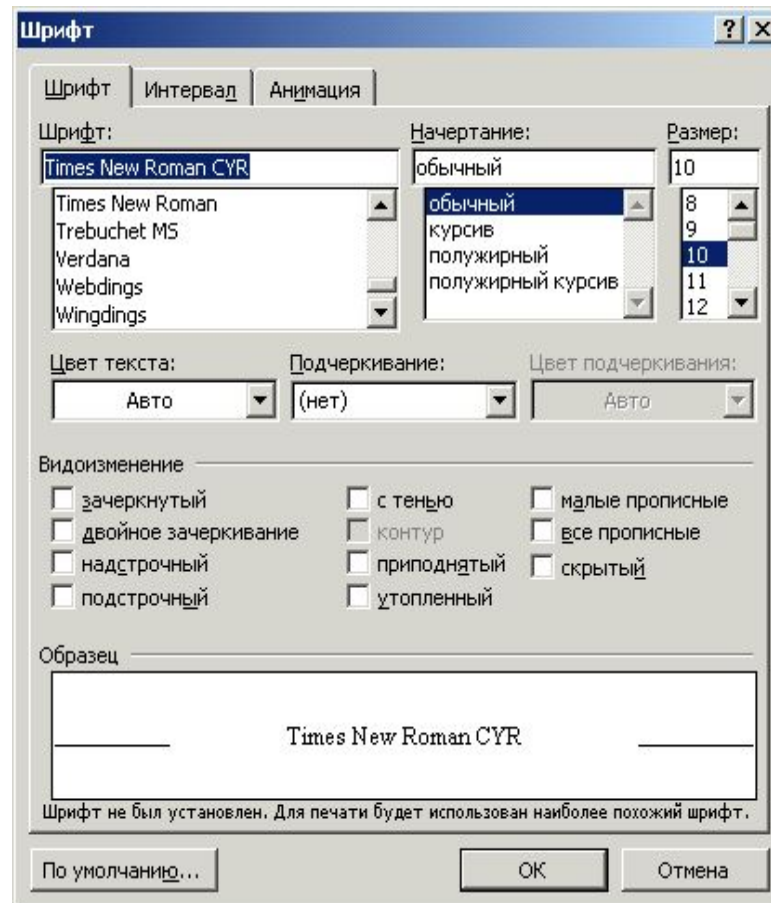 Шрифт
Шрифт Интервал Анимация
Шрифт: Начертание: Размер:
Times New Roman CYR обычный 10
Times New Roman обычный 8
Trebuchet MS курсив 9
Verdana полужирный 10
Webdings полужирный курсив 11
Wingdings 12
Цвет текста: Подчеркивание: Цвет подчеркивания:
Авто (нет) Авто
Видоизменение
зачеркнутый с тенью малые прописные
двойное зачеркивание контур все прописные
надстрочный приподнятый скрытый
подстрочный утопленный
Образец
Times New Roman CYR
Шрифт не был установлен. Для печати будет использован наиболее похожий шрифт.
По умолчанию... ОК Отмена